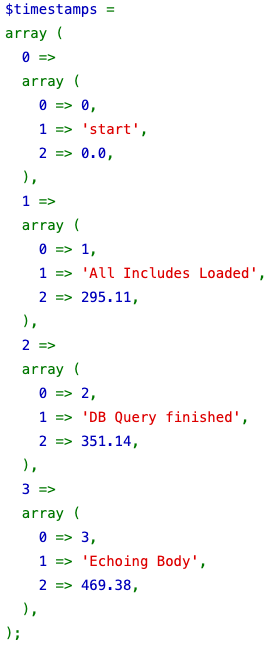 $timestamps =
array (
  0 =>
  array (
    0 => 0,
    1 => 'start',
    2 => 0.0,
  ),
  1 =>
  array (
    0 => 1,
    1 => 'All Includes Loaded',
    2 => 295.11,
  ),
  2 =>
  array (
    0 => 2,
    1 => 'DB Query finished',
    2 => 351.14,
  ),
  3 =>
  array (
    0 => 3,
    1 => 'Echoing Body',
    2 => 469.38,
  ),
);